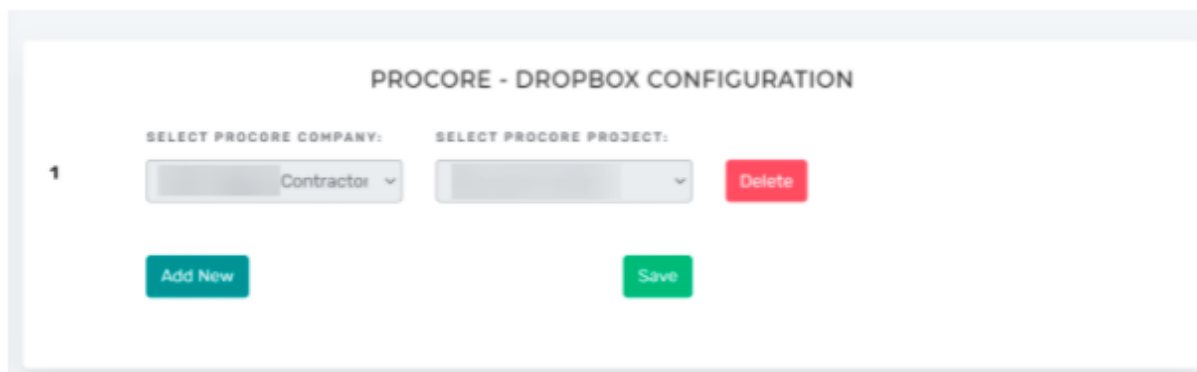 PROCORE - DROPBOX CONFIGURATION
SELECT PROCORE COMPANY: SELECT PROCORE PROJECT:
1 Contractor Delete
Add New Save